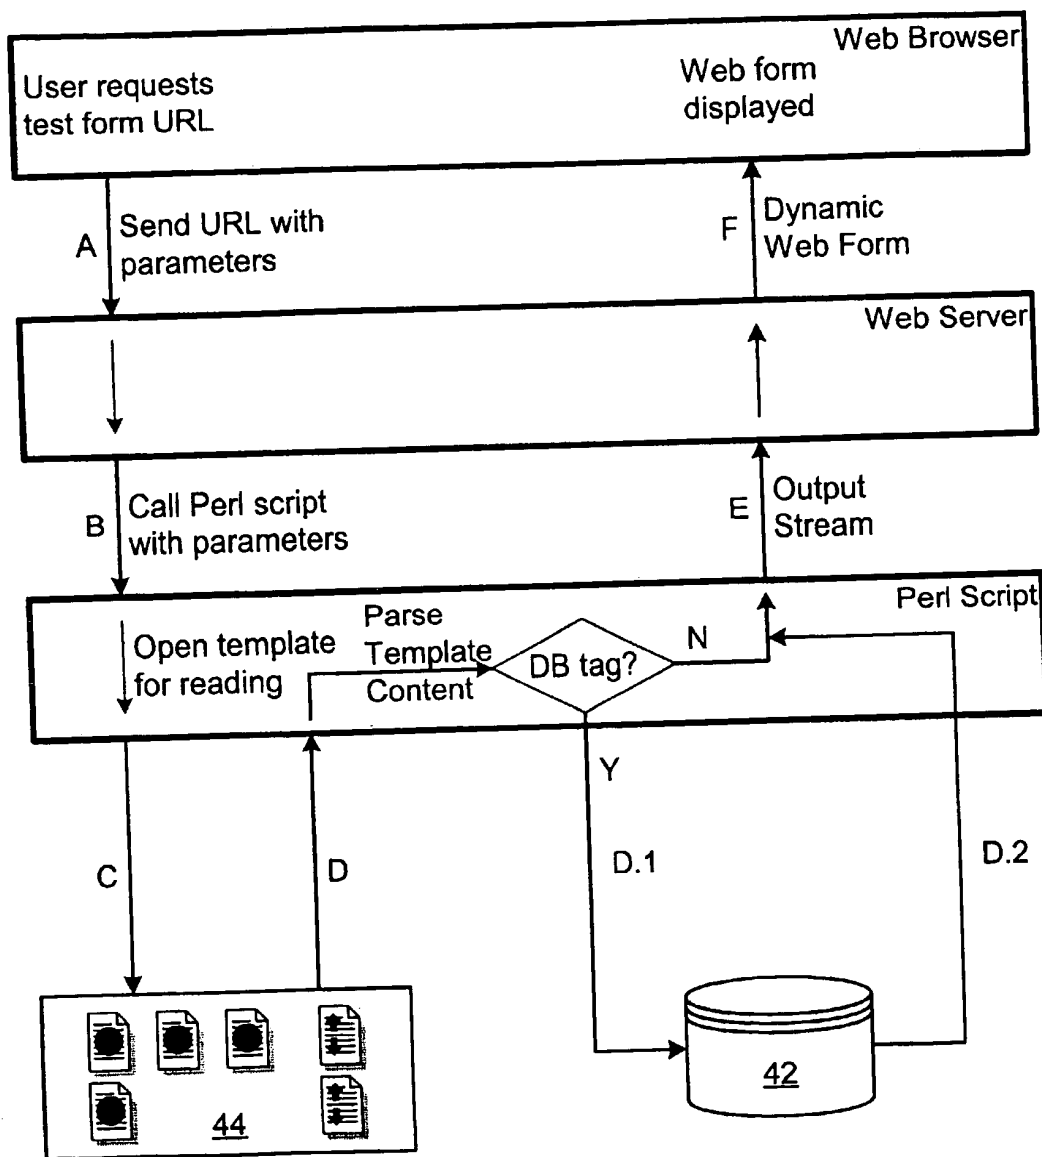 Web Browser
User requests
test form URL
Web form
displayed
A
Send URL with
parameters
F
Dynamic
Web Form
Web Server
B
Call Perl script
with parameters
E
Output
Stream
Perl Script
Open template
for reading
Parse
Template
Content
DB tag?
N
Y
C
D
D.1
D.2
44
42